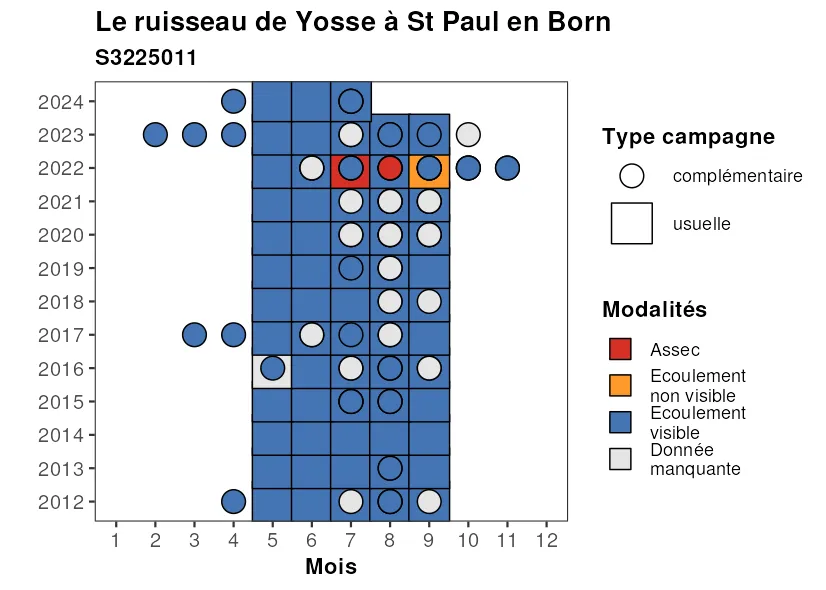 Le ruisseau de Yosse à St Paul en Born
S3225011
2024
2023
2022
2021
2020
2019
2018
2017
2016
2015
2014
2013
2012
1 2 3 4 5 6 7 8 9 10 11 12
Mois
Type campagne
complémentaire
usuelle
Modalités
Assec
Ecoulement
non visible
Ecoulement
visible
Donnée
manquante